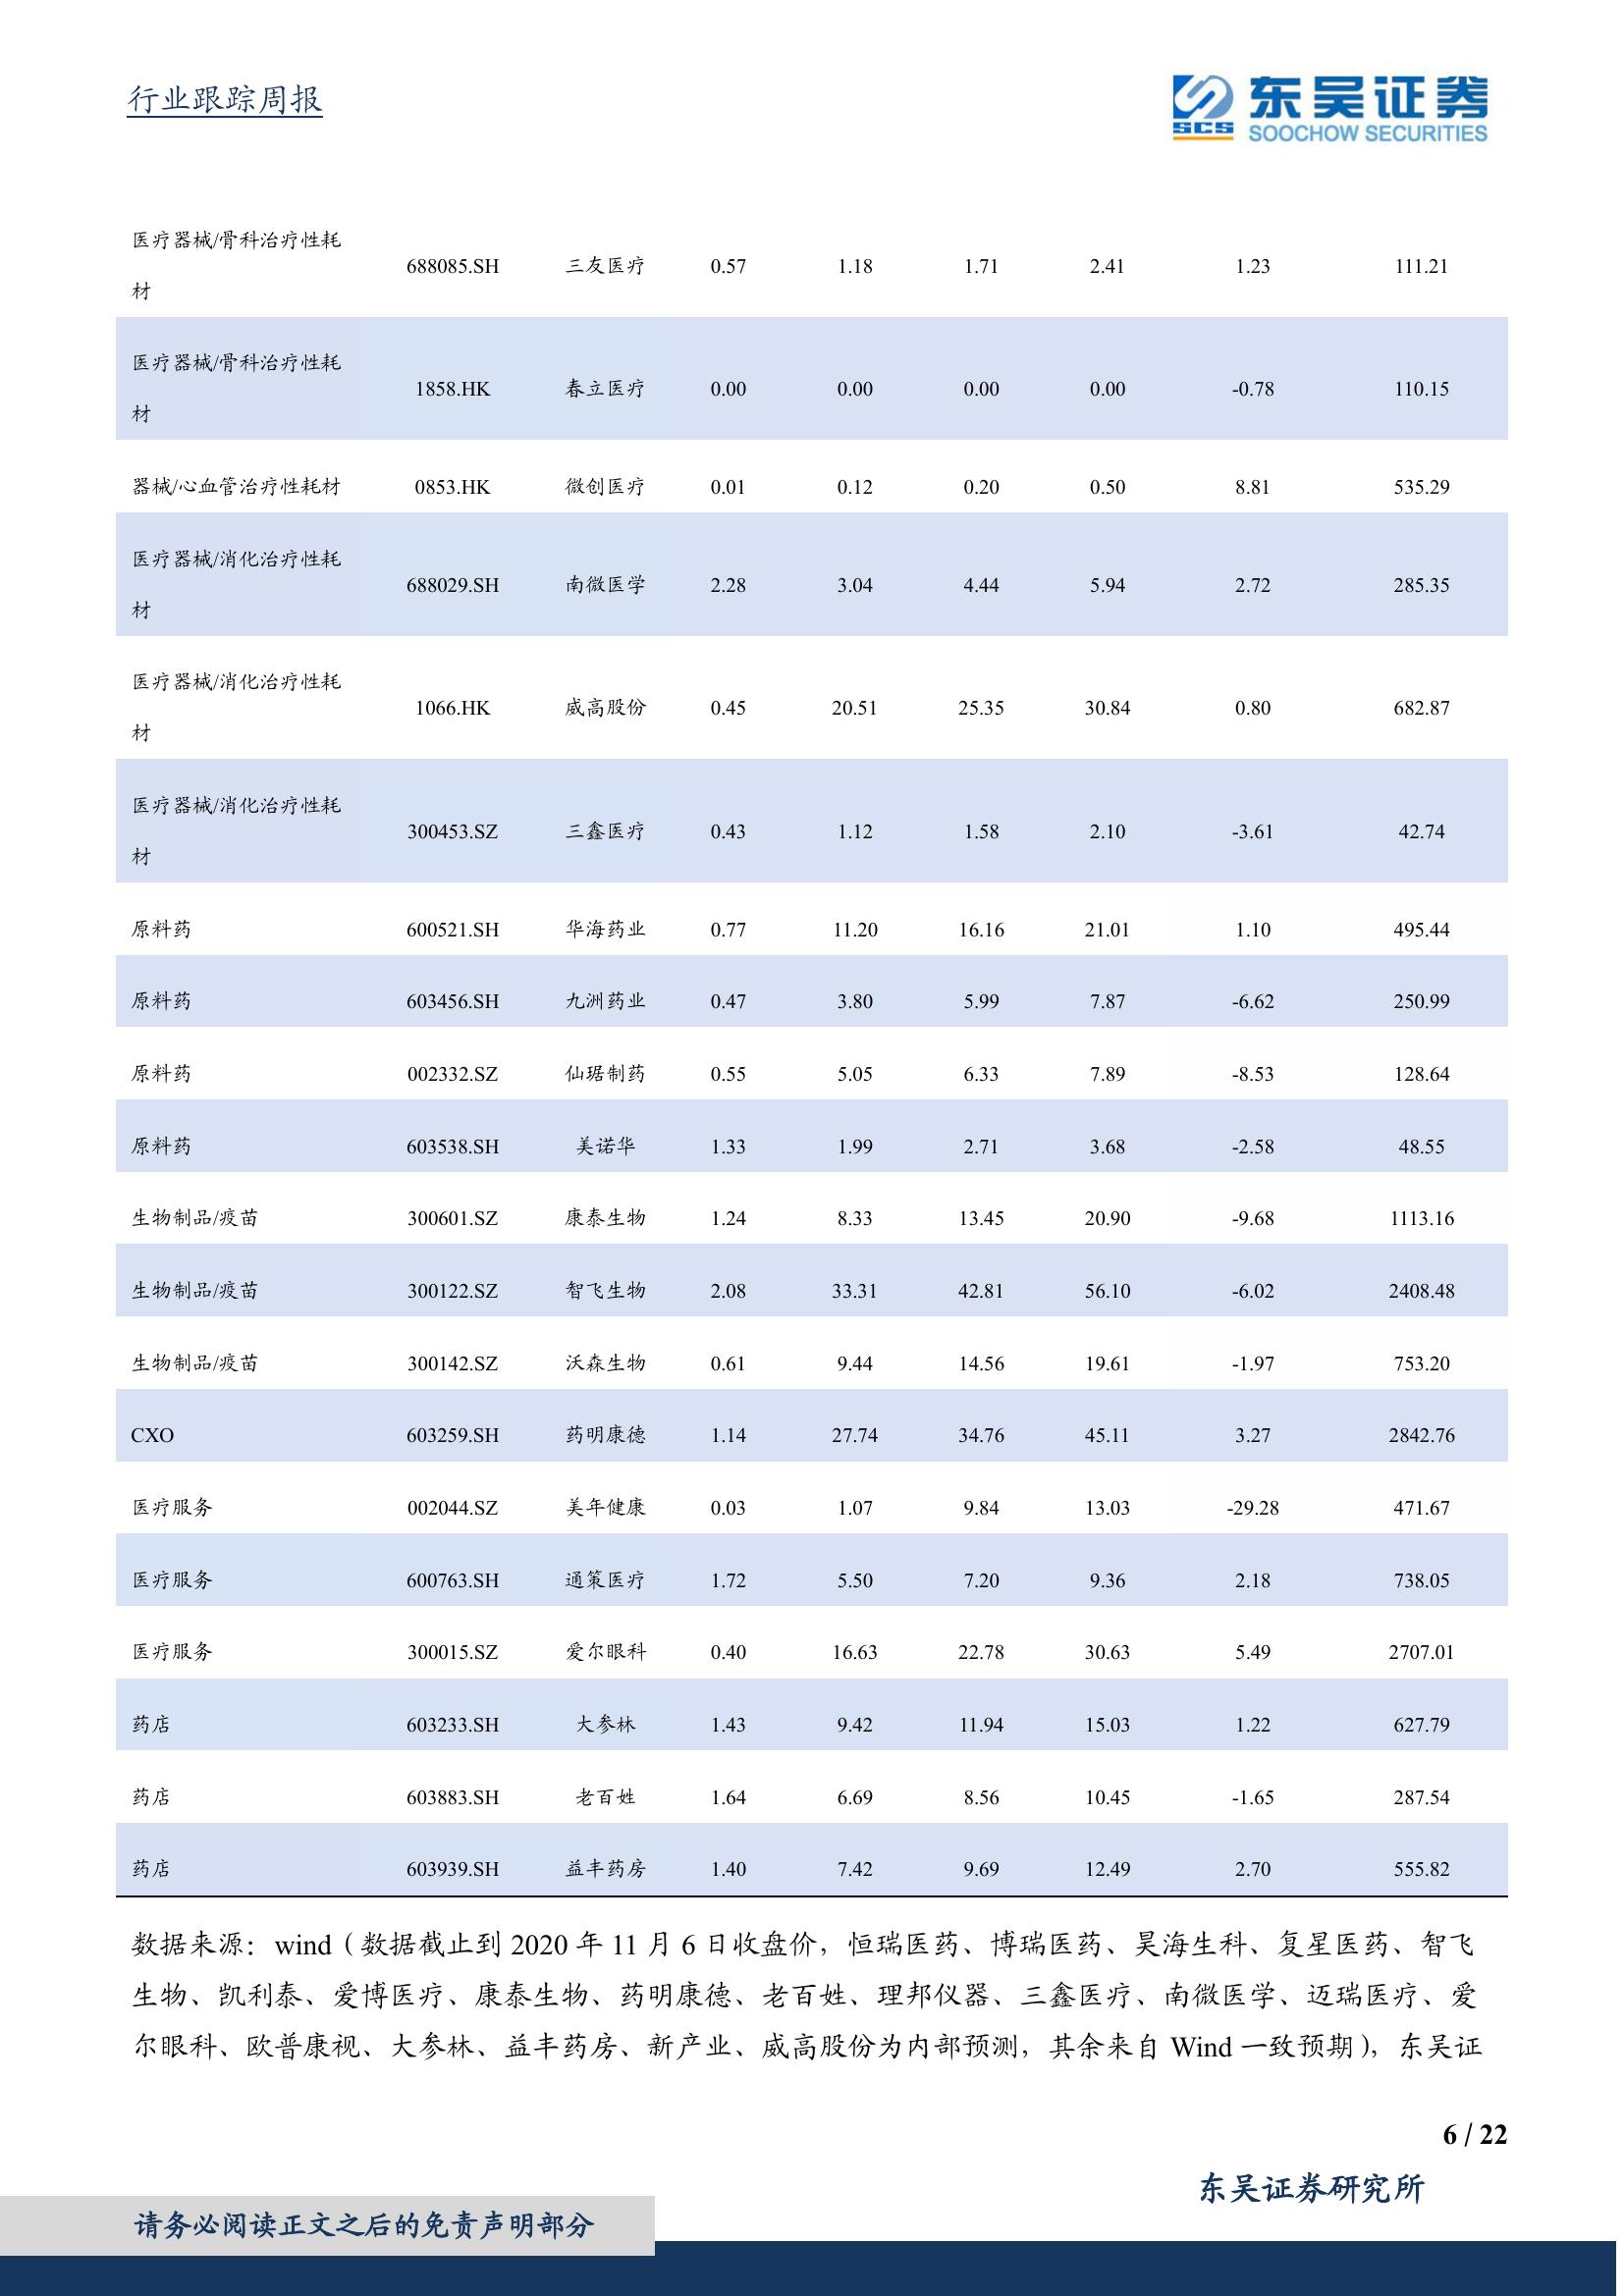 行业跟踪周报
SCS 东吴证券
SOOCHOW SECURITIES
医疗器械/骨科治疗性耗材 688085.SH 三友医疗 0.57 1.18 1.71 2.41 1.23 111.21
医疗器械/骨科治疗性耗材 1858.HK 春立医疗 0.00 0.00 0.00 0.00 -0.78 110.15
器械/心血管治疗性耗材 0853.HK 微创医疗 0.01 0.12 0.20 0.50 8.81 535.29
医疗器械/消化治疗性耗材 688029.SH 南微医学 2.28 3.04 4.44 5.94 2.72 285.35
医疗器械/消化治疗性耗材 1066.HK 威高股份 0.45 20.51 25.35 30.84 0.80 682.87
医疗器械/消化治疗性耗材 300453.SZ 三鑫医疗 0.43 1.12 1.58 2.10 -3.61 42.74
原料药 600521.SH 华海药业 0.77 11.20 16.16 21.01 1.10 495.44
原料药 603456.SH 九洲药业 0.47 3.80 5.99 7.87 -6.62 250.99
原料药 002332.SZ 仙琚制药 0.55 5.05 6.33 7.89 -8.53 128.64
原料药 603538.SH 美诺华 1.33 1.99 2.71 3.68 -2.58 48.55
生物制品/疫苗 300601.SZ 康泰生物 1.24 8.33 13.45 20.90 -9.68 1113.16
生物制品/疫苗 300122.SZ 智飞生物 2.08 33.31 42.81 56.10 -6.02 2408.48
生物制品/疫苗 300142.SZ 沃森生物 0.61 9.44 14.56 19.61 -1.97 753.20
CXO 603259.SH 药明康德 1.14 27.74 34.76 45.11 3.27 2842.76
医疗服务 002044.SZ 美年健康 0.03 1.07 9.84 13.03 -29.28 471.67
医疗服务 600763.SH 通策医疗 1.72 5.50 7.20 9.36 2.18 738.05
医疗服务 300015.SZ 爱尔眼科 0.40 16.63 22.78 30.63 5.49 2707.01
药店 603233.SH 大参林 1.43 9.42 11.94 15.03 1.22 627.79
药店 603883.SH 老百姓 1.64 6.69 8.56 10.45 -1.65 287.54
药店 603939.SH 益丰药房 1.40 7.42 9.69 12.49 2.70 555.82
数据来源：wind（数据截止到 2020 年 11 月 6 日收盘价，恒瑞医药、博瑞医药、昊海生科、复星医药、智飞
生物、凯利泰、爱博医疗、康泰生物、药明康德、老百姓、理邦仪器、三鑫医疗、南微医学、迈瑞医疗、爱
尔眼科、欧普康视、大参林、益丰药房、新产业、威高股份为内部预测，其余来自 Wind 一致预期），东吴证
6 / 22
东吴证券研究所
请务必阅读正文之后的免责声明部分